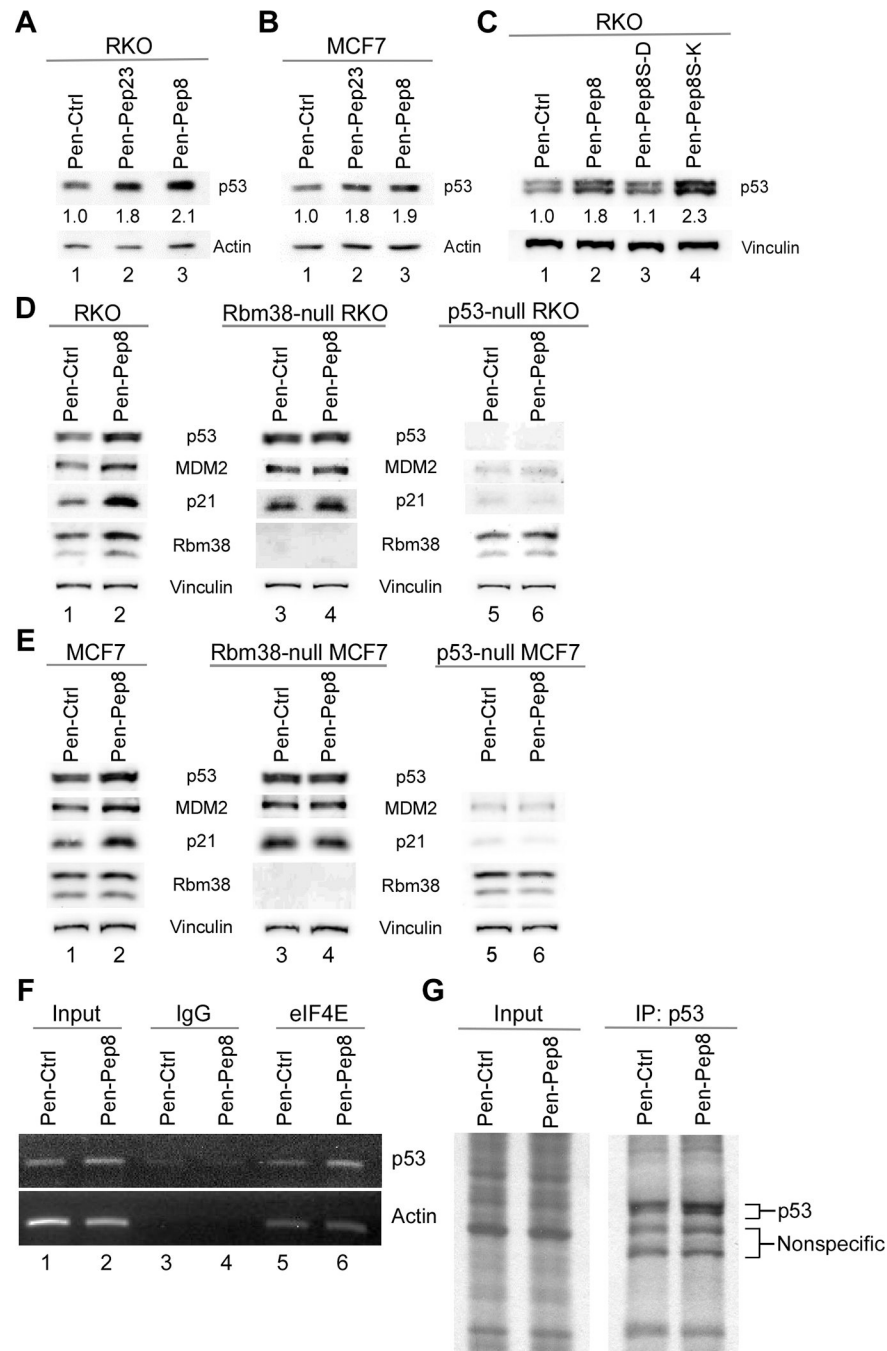 A
RKO
Pen-Ctrl
Pen-Pep23
Pen-Pep8
p53
1.0 1.8 2.1
Actin
1 2 3
B
MCF7
Pen-Ctrl
Pen-Pep23
Pen-Pep8
p53
1.0 1.8 1.9
Actin
1 2 3
C
RKO
Pen-Ctrl
Pen-Pep8
Pen-Pep8S-D
Pen-Pep8S-K
p53
1.0 1.8 1.1 2.3
Vinculin
1 2 3 4
D
RKO Rbm38-null RKO p53-null RKO
Pen-Ctrl Pen-Pep8 Pen-Ctrl Pen-Pep8 Pen-Ctrl Pen-Pep8
p53 p53
MDM2 MDM2
p21 p21
Rbm38 Rbm38
Vinculin Vinculin
1 2 3 4 5 6
E
MCF7 Rbm38-null MCF7 p53-null MCF7
Pen-Ctrl Pen-Pep8 Pen-Ctrl Pen-Pep8 Pen-Ctrl Pen-Pep8
p53 p53
MDM2 MDM2
p21 p21
Rbm38 Rbm38
Vinculin Vinculin
1 2 3 4 5 6
F
Input IgG eIF4E
Pen-Ctrl Pen-Pep8 Pen-Ctrl Pen-Pep8 Pen-Ctrl Pen-Pep8
p53
Actin
1 2 3 4 5 6
G
Input IP: p53
Pen-Ctrl Pen-Pep8 Pen-Ctrl Pen-Pep8
p53
Nonspecific